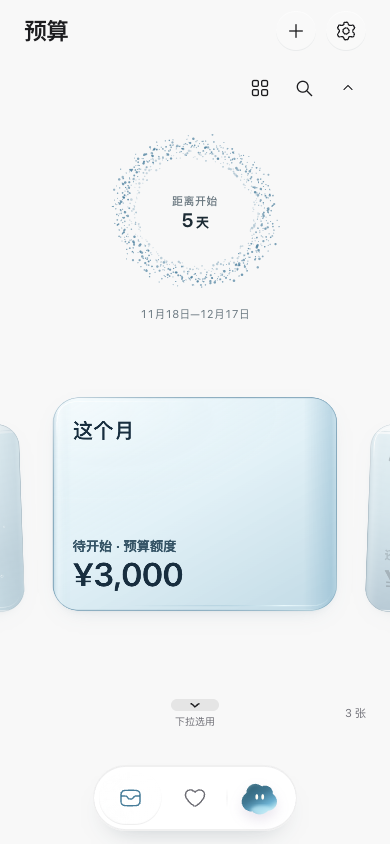 预算
距离开始
5 天
11月18日—12月17日
这个月
待开始 · 预算额度
¥3,000
下拉选用
3 张